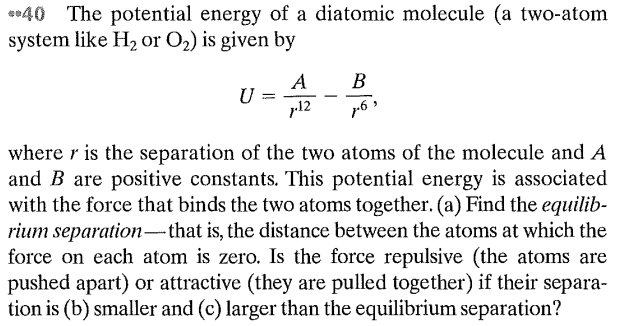 ••40 The potential energy of a diatomic molecule (a two-atom
system like H₂ or O₂) is given by
U = A/r¹² − B/r⁶,
where r is the separation of the two atoms of the molecule and A
and B are positive constants. This potential energy is associated
with the force that binds the two atoms together. (a) Find the equilib-
rium separation—that is, the distance between the atoms at which the
force on each atom is zero. Is the force repulsive (the atoms are
pushed apart) or attractive (they are pulled together) if their separa-
tion is (b) smaller and (c) larger than the equilibrium separation?